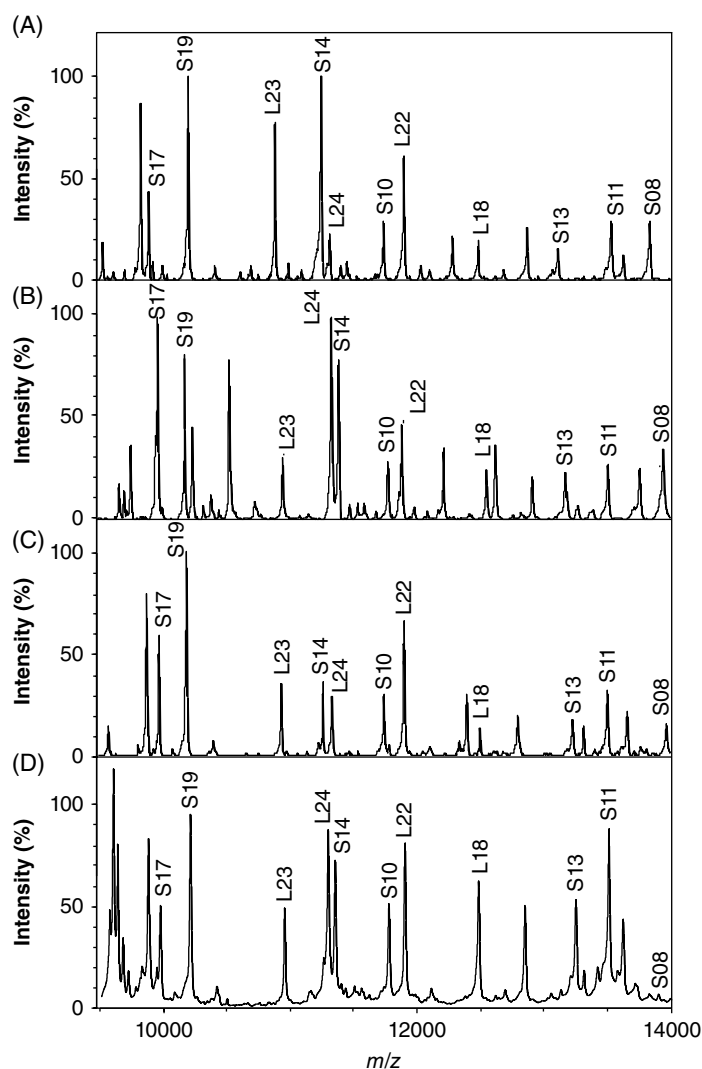 (A)
Intensity (%)
100
50
0
S17
S19
L23
S14
L24
S10
L22
L18
S13
S11
S08
(B)
Intensity (%)
100
50
0
S17
S19
L23
L24
S14
S10
L22
L18
S13
S11
S08
(C)
Intensity (%)
100
50
0
S17
S19
L23
S14
L24
S10
L22
L18
S13
S11
S08
(D)
Intensity (%)
100
50
0
S17
S19
L23
L24
S14
S10
L22
L18
S13
S11
S08
10000 12000 14000
m/z